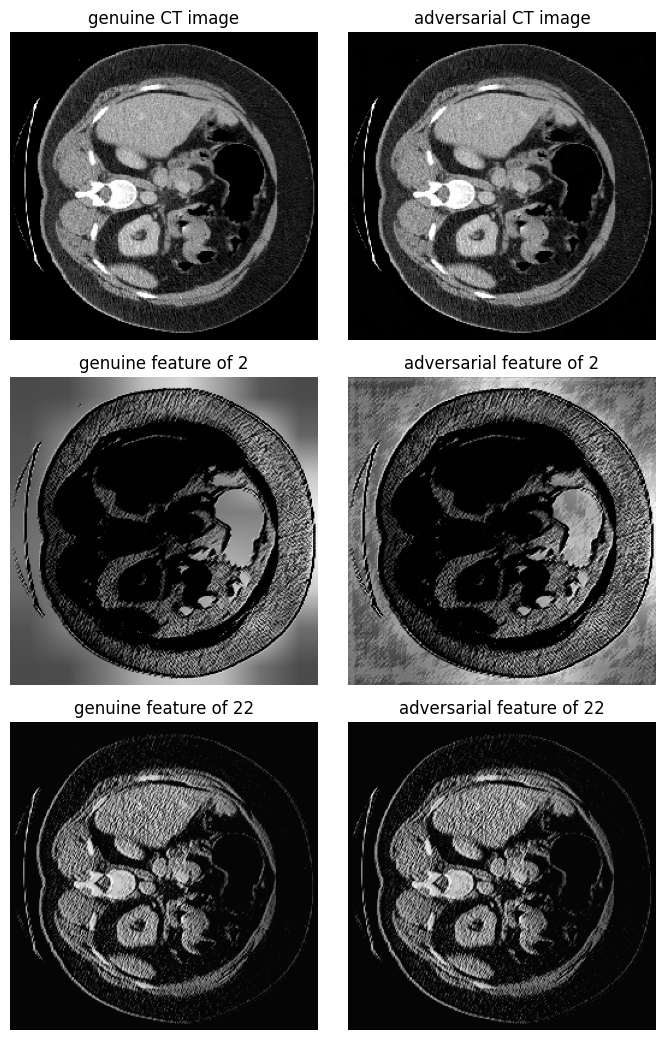 genuine CT image
adversarial CT image
genuine feature of 2
adversarial feature of 2
genuine feature of 22
adversarial feature of 22